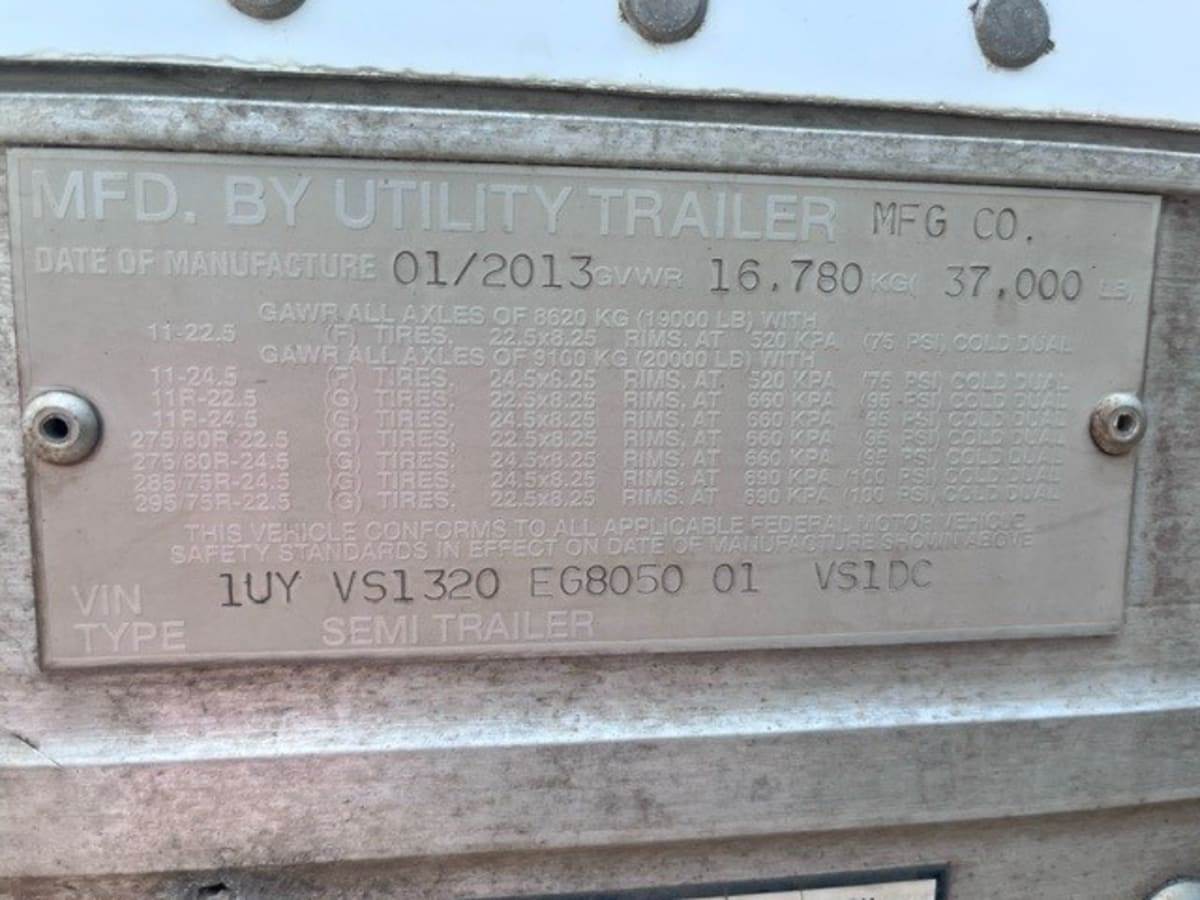 MFD. BY UTILITY TRAILER MFG CO.
DATE OF MANUFACTURE 01/2013 GVWR 16,780 KG( 37,000 LB)
GAWR ALL AXLES OF 8620 KG (19000 LB) WITH
11-22.5 (F) TIRES, 22.5x8.25 RIMS. AT 520 KPA (75 PSI) COLD DUAL
GAWR ALL AXLES OF 9100 KG (20000 LB) WITH
11-24.5 (F) TIRES, 24.5x8.25 RIMS. AT 520 KPA (75 PSI) COLD DUAL
11R-22.5 (G) TIRES, 22.5x8.25 RIMS. AT 660 KPA (95 PSI) COLD DUAL
11R-24.5 (G) TIRES, 24.5x8.25 RIMS. AT 660 KPA (95 PSI) COLD DUAL
275/80R-22.5 (G) TIRES, 22.5x8.25 RIMS. AT 660 KPA (95 PSI) COLD DUAL
275/80R-24.5 (G) TIRES, 24.5x8.25 RIMS. AT 660 KPA (95 PSI) COLD DUAL
285/75R-24.5 (G) TIRES, 24.5x8.25 RIMS. AT 690 KPA (100 PSI) COLD DUAL
295/75R-22.5 (G) TIRES, 22.5x8.25 RIMS. AT 690 KPA (100 PSI) COLD DUAL
THIS VEHICLE CONFORMS TO ALL APPLICABLE FEDERAL MOTOR VEHICLE
SAFETY STANDARDS IN EFFECT ON DATE OF MANUFACTURE SHOWN ABOVE
VIN 1UY VS1320 EG8050 01 VS1DC
TYPE SEMI TRAILER